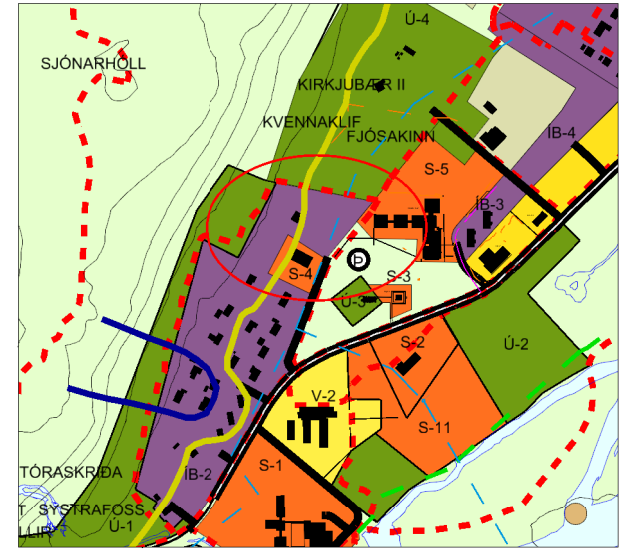 Ú-4
SJÓNARHÓLL
KIRKJUBÆR II
KVENNAKLIF
FJÓSAKINN
ÍB-4
S-5
ÍB-3
Þ
S-4
S-3
Ú-3
S-2
Ú-2
V-2
S-11
S-1
TÓRASKRIÐA
ÍB-2
T SYSTRAFOSS
Ú-1
LLIR